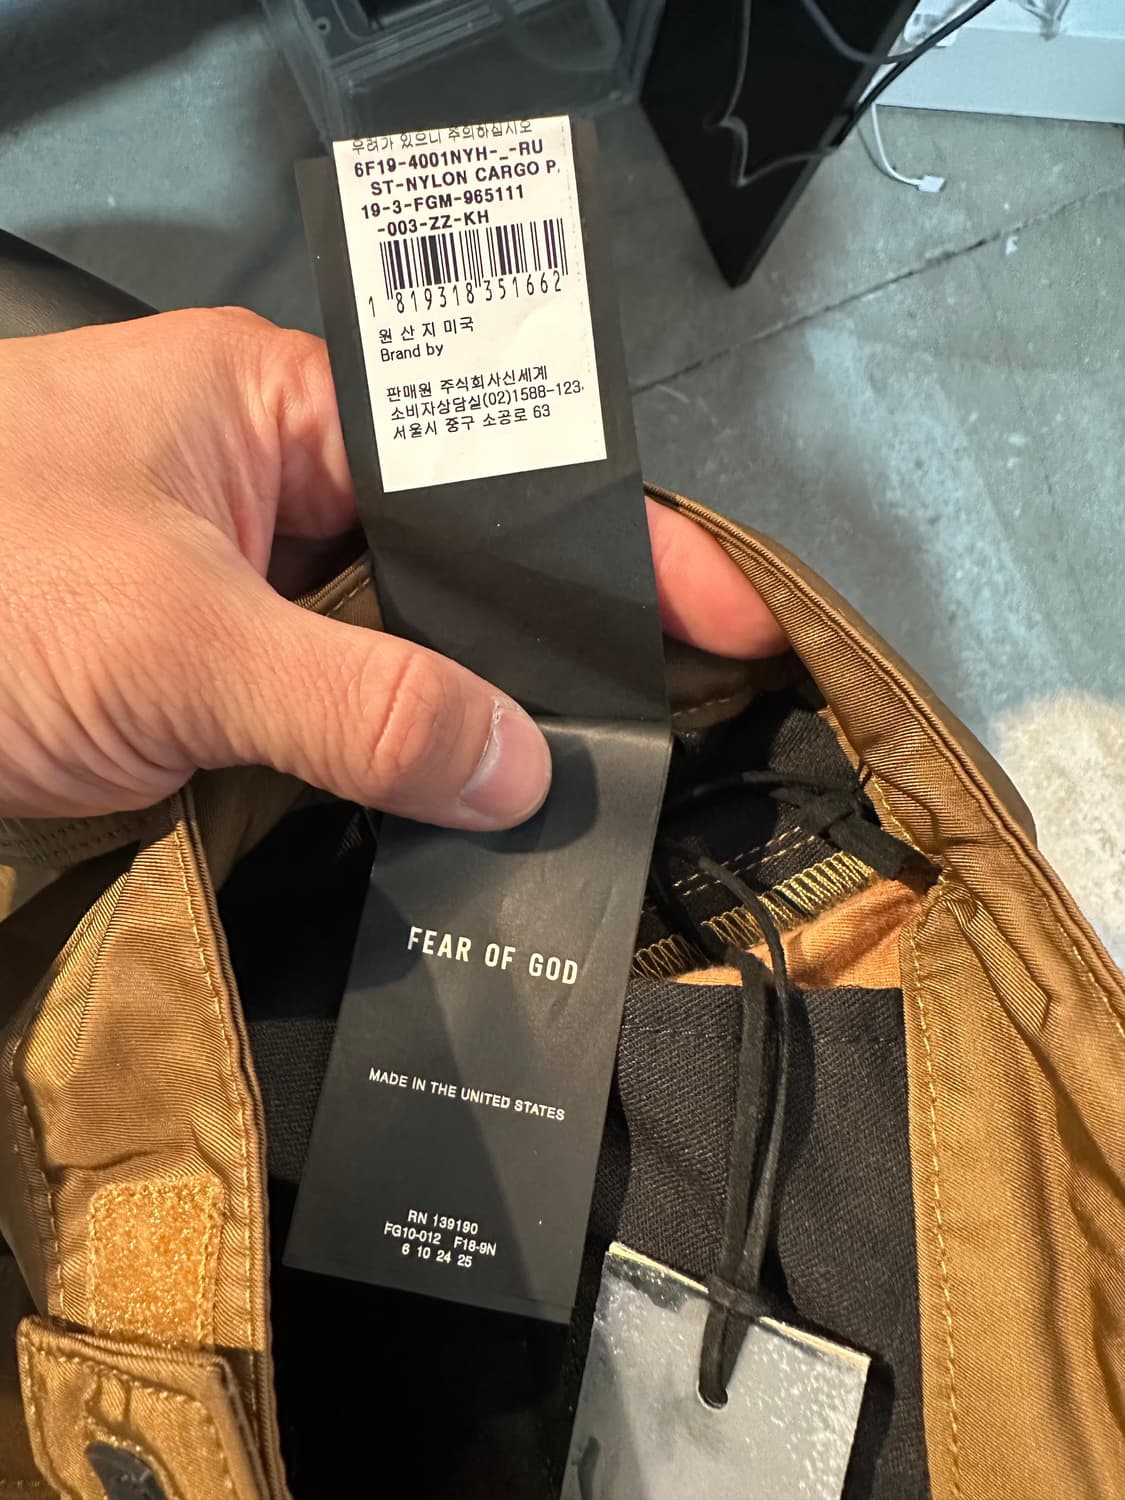 우려가 있으니 주의하십시오
6F19-4001NYH-_-RU
ST-NYLON CARGO P.
19-3-FGM-965111
-003-ZZ-KH
1 819318 351662
원 산 지 미국
Brand by
판매원 주식회사신세계
소비자상담실(02)1588-123
서울시 중구 소공로 63
FEAR OF GOD
MADE IN THE UNITED STATES
RN 139190
FG10-012 F18-9N
6 10 24 25